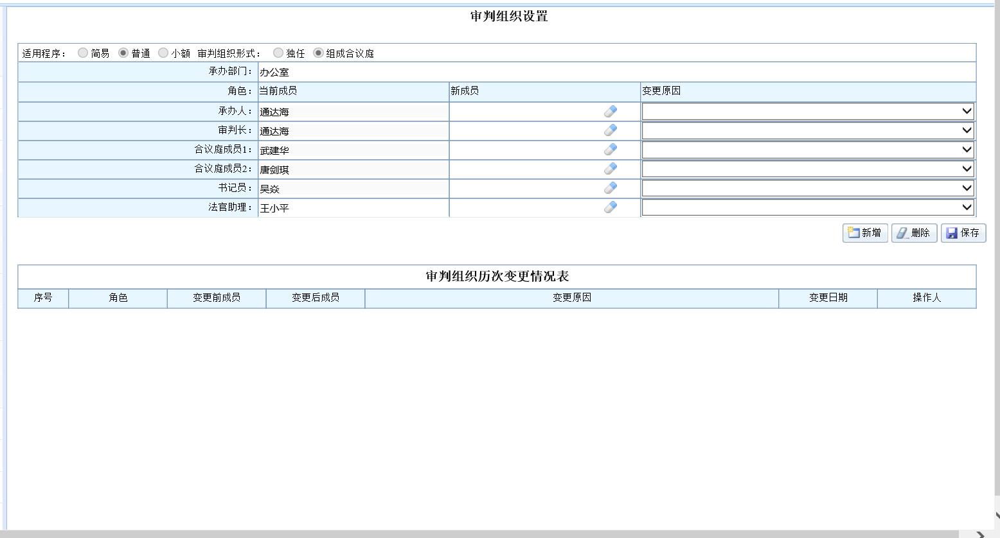 审判组织设置
适用程序： 简易 普通 小额 审判组织形式： 独任 组成合议庭
承办部门： 办公室
角色： 当前成员 新成员 变更原因
承办人： 通达海
审判长： 通达海
合议庭成员1： 武建华
合议庭成员2： 唐剑琪
书记员： 吴焱
法官助理： 王小平
新增 删除 保存
审判组织历次变更情况表
序号 角色 变更前成员 变更后成员 变更原因 变更日期 操作人